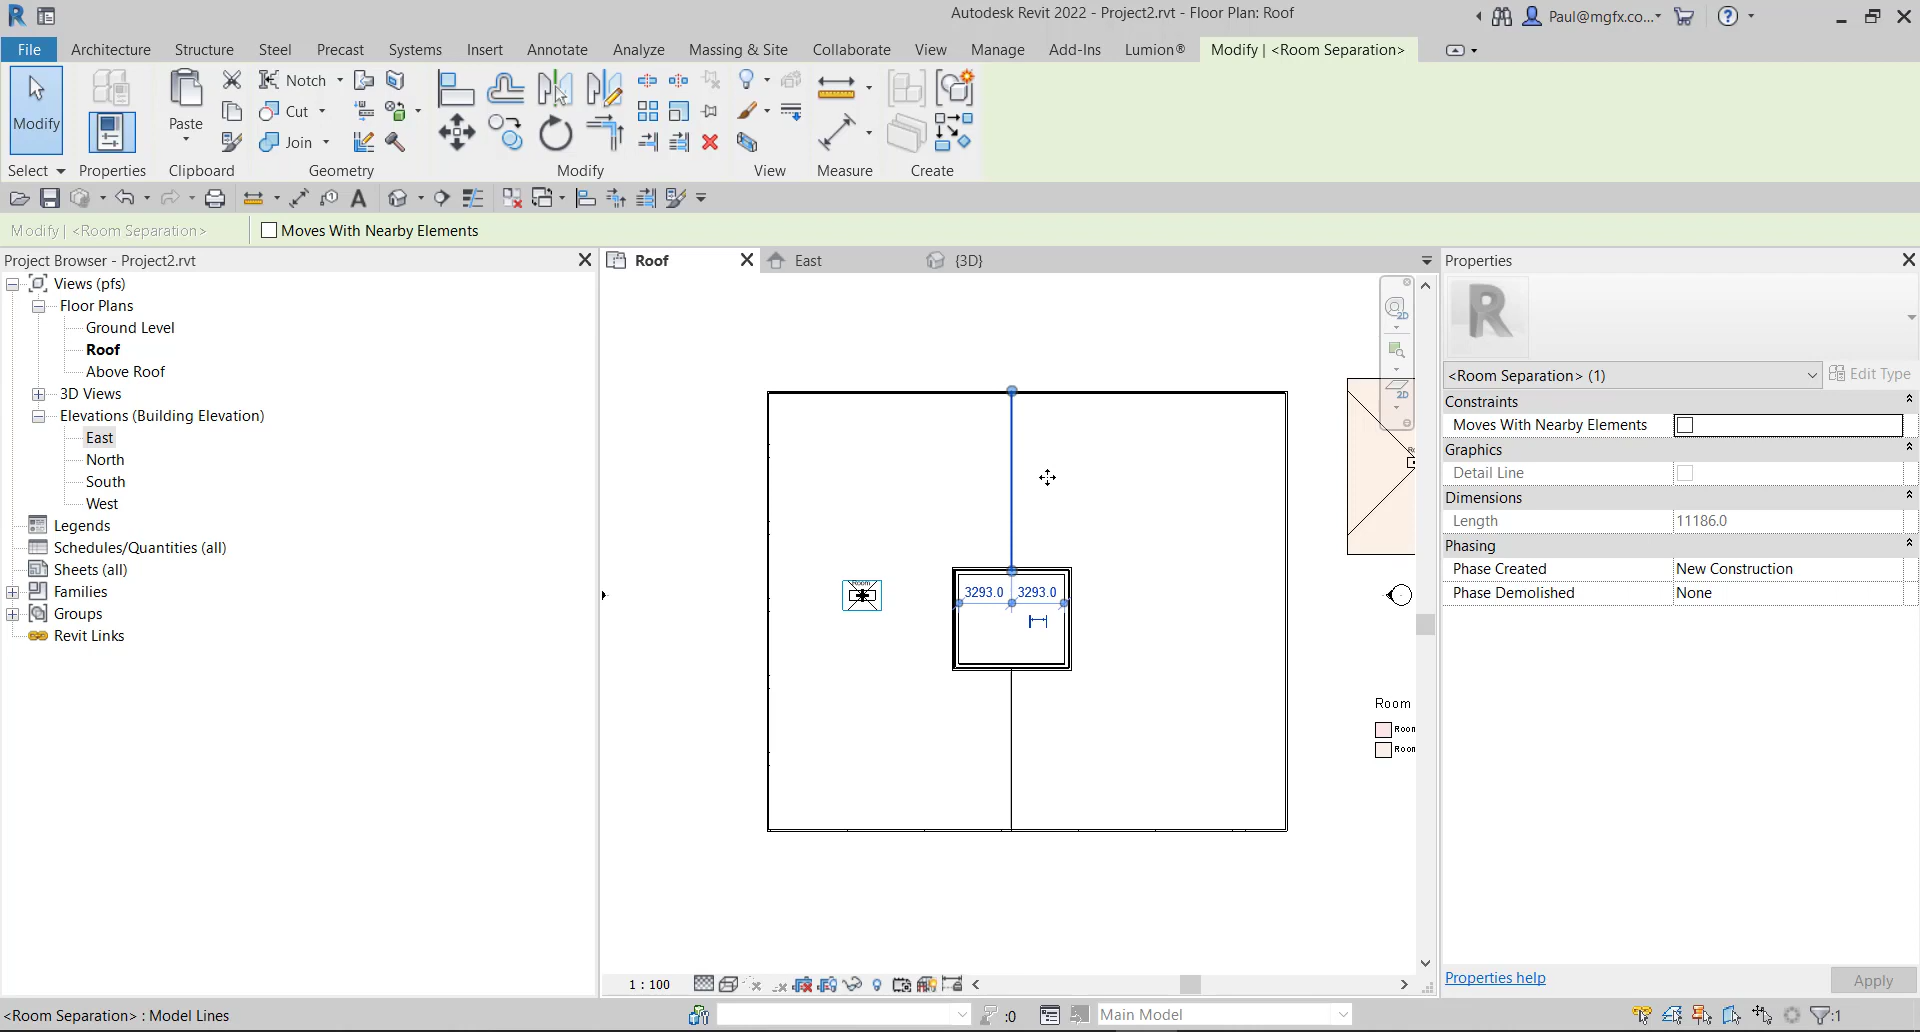 Autodesk Revit 2022 - Project2.rvt - Floor Plan: Roof
Paul@mgfx.co...
File Architecture Structure Steel Precast Systems Insert Annotate Analyze Massing & Site Collaborate View Manage Add-Ins Lumion® Modify | <Room Separation>
Modify
Paste
Notch
Cut
Join
Select Properties Clipboard Geometry Modify View Measure Create
Modify | <Room Separation>
Moves With Nearby Elements
Project Browser - Project2.rvt
Views (pfs)
Floor Plans
Ground Level
Roof
Above Roof
3D Views
Elevations (Building Elevation)
East
North
South
West
Legends
Schedules/Quantities (all)
Sheets (all)
Families
Groups
Revit Links
Roof
East
{3D}
2D
2D
Room
3293.0 3293.0
Room
Room
Room
1 : 100
Properties
R
<Room Separation> (1)
Edit Type
Constraints
Moves With Nearby Elements
Graphics
Detail Line
Dimensions
Length 11186.0
Phasing
Phase Created New Construction
Phase Demolished None
Properties help
Apply
<Room Separation> : Model Lines
:0
Main Model
:1